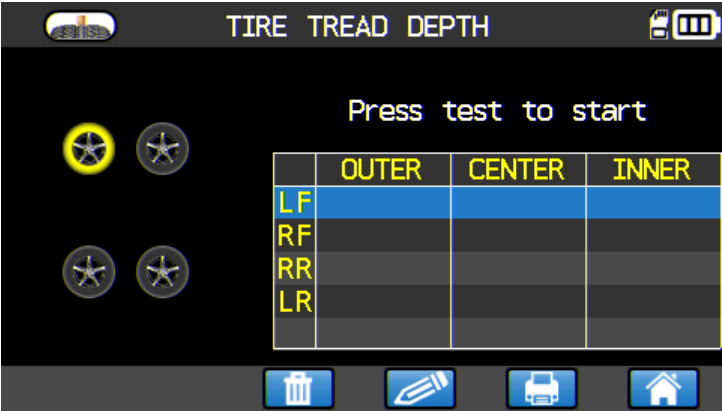 TIRE TREAD DEPTH
Press test to start
OUTER CENTER INNER
LF
RF
RR
LR